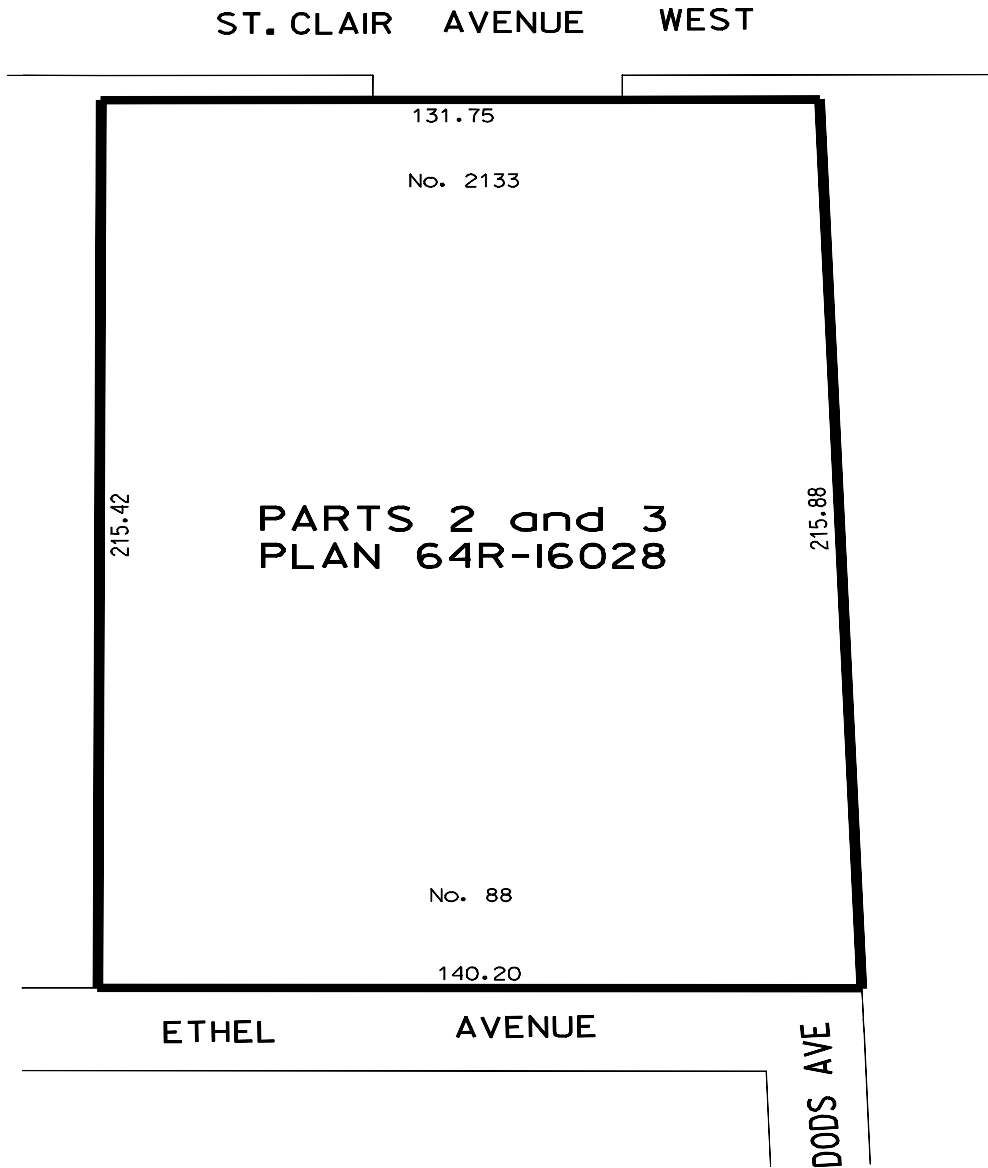 ST. CLAIR AVENUE WEST
131.75
No. 2133
215.42
215.88
PARTS 2 and 3
PLAN 64R-16028
No. 88
140.20
ETHEL AVENUE
DODS AVE